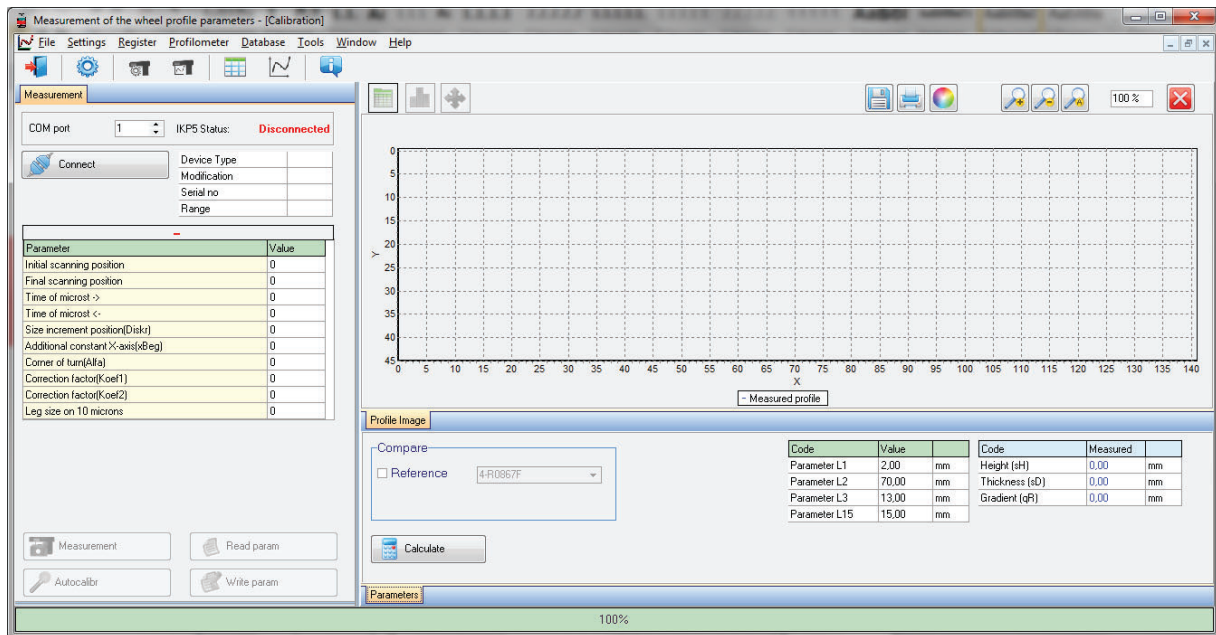 Measurement of the wheel profile parameters - [Calibration]
File Settings Register Profilometer Database Tools Window Help
Measurement
COM port 1 IKP5 Status: Disconnected
Connect
Device Type
Modification
Serial no
Range
-
Parameter Value
Initial scanning position 0
Final scanning position 0
Time of microst -> 0
Time of microst <- 0
Size increment position(Diskr) 0
Additional constant X-axis(xBeg) 0
Corner of turn(Alfa) 0
Correction factor(Koef1) 0
Correction factor(Koef2) 0
Leg size on 10 microns 0
Measurement Read param
Autocalibr Write param
100 %
0
5
10
15
20
25
30
35
40
45
Y
0 5 10 15 20 25 30 35 40 45 50 55 60 65 70 75 80 85 90 95 100 105 110 115 120 125 130 135 140
X
- Measured profile
Profile Image
Compare
Reference 4-R0867F
Calculate
Code Value
Parameter L1 2,00 mm
Parameter L2 70,00 mm
Parameter L3 13,00 mm
Parameter L15 15,00 mm
Code Measured
Height (sH) 0,00 mm
Thickness (sD) 0,00 mm
Gradient (qR) 0,00 mm
Parameters
100%